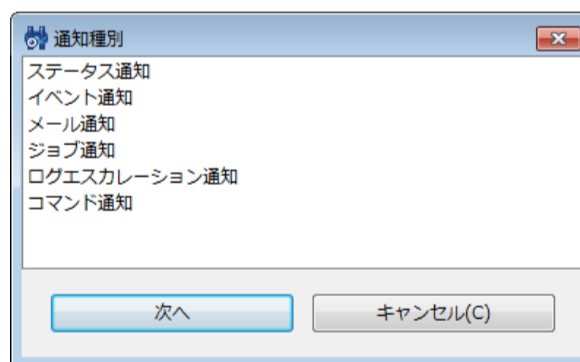 通知種別
ステータス通知
イベント通知
メール通知
ジョブ通知
ログエスカレーション通知
コマンド通知
次へ
キャンセル(C)